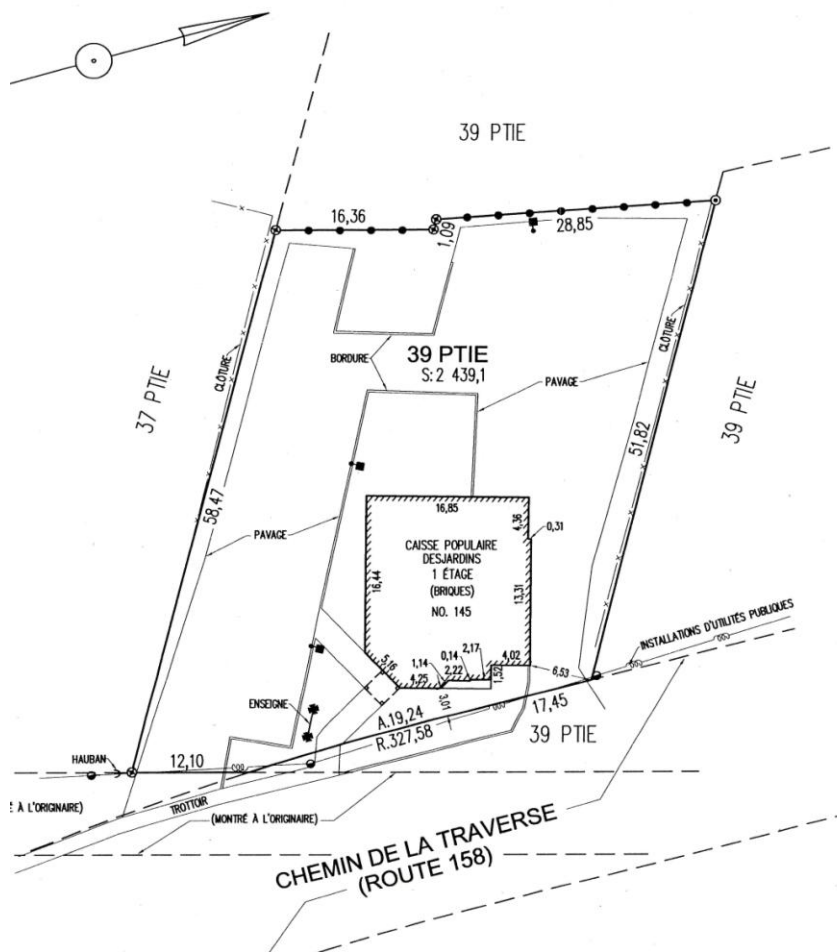 39 PTIE
16,36
1,09
28,85
CLÔTURE
CLÔTURE
BORDURE
39 PTIE
S:2 439,1
PAVAGE
37 PTIE
39 PTIE
51,82
58,47
PAVAGE
16,85
4,36
0,31
CAISSE POPULAIRE
DESJARDINS
1 ÉTAGE
(BRIQUES)
NO. 145
16,44
13,31
INSTALLATIONS D'UTILITÉS PUBLIQUES
5,16
1,14
0,14
2,17
2,22
4,02
1,52
6,53
4,25
3,01
ENSEIGNE
A.19,24
R.327,58
17,45
39 PTIE
HAUBAN
12,10
É À L'ORIGINAIRE)
TROTTOIR
(MONTRÉ À L'ORIGINAIRE)
CHEMIN DE LA TRAVERSE
(ROUTE 158)